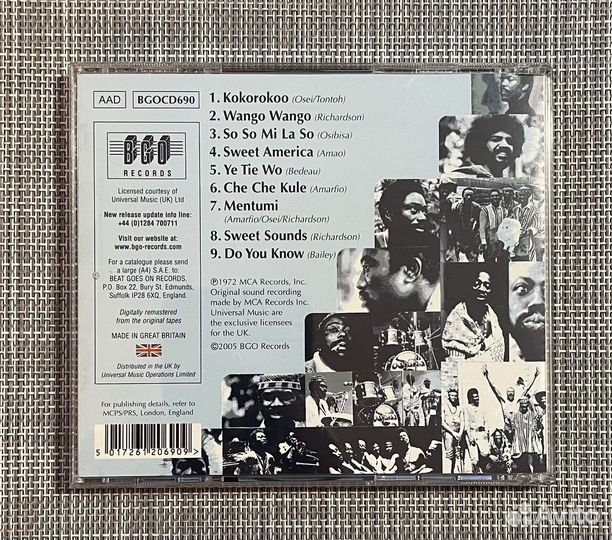 AAD BGOCD690
BGO
RECORDS
Licensed courtesy of
Universal Music (UK) Ltd
New release update info line:
+44 (0)1284 700711
Visit our website at:
www.bgo-records.com
For a catalogue please send
a large (A4) S.A.E. to:
BEAT GOES ON RECORDS,
P.O. Box 22, Bury St. Edmunds,
Suffolk IP28 6XQ, England.
Digitally remastered
from the original tapes
MADE IN GREAT BRITAIN
Distributed in the UK by
Universal Music Operations Limited
For publishing details, refer to
MCPS/PRS, London, England
5 017261 206909 >
1. Kokorokoo (Osei/Tontoh)
2. Wango Wango (Richardson)
3. So So Mi La So (Osibisa)
4. Sweet America (Amao)
5. Ye Tie Wo (Bedeau)
6. Che Che Kule (Amarfio)
7. Mentumi
(Amarfio/Osei/Richardson)
8. Sweet Sounds (Richardson)
9. Do You Know (Bailey)
℗1972 MCA Records, Inc.
Original sound recording
made by MCA Records Inc.
Universal Music are
the exclusive licensees
for the UK.
©2005 BGO Records
Avito